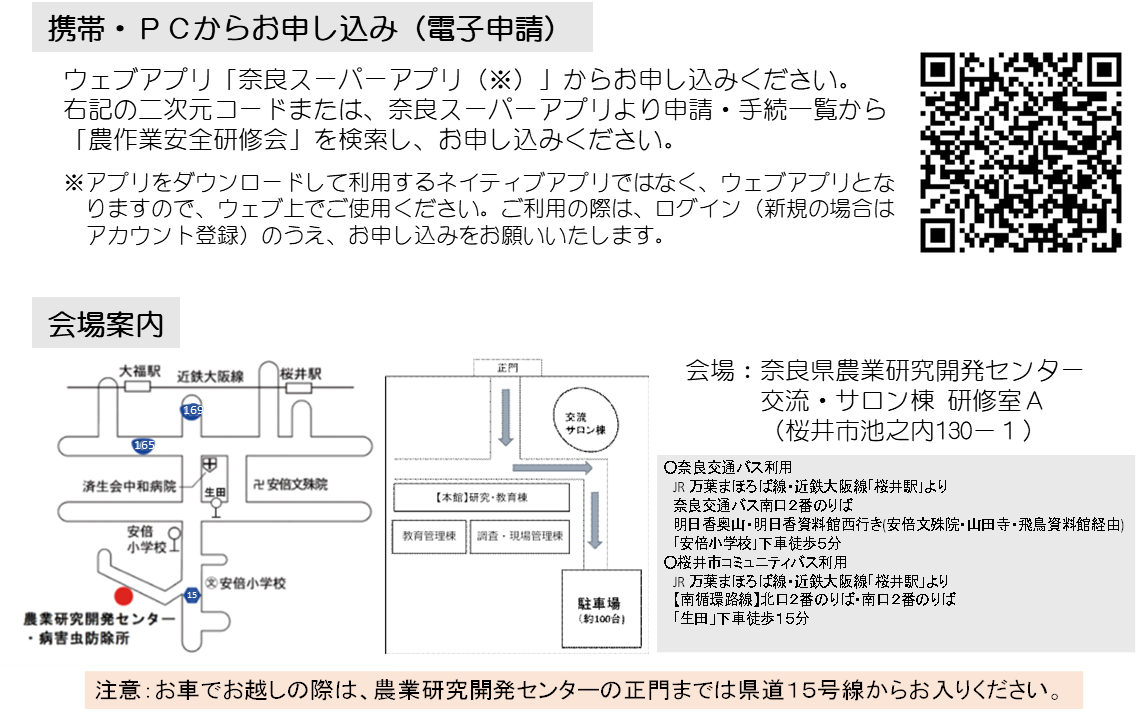 携帯・ＰＣからお申し込み（電子申請）
ウェブアプリ「奈良スーパーアプリ（※）」からお申し込みください。
右記の二次元コードまたは、奈良スーパーアプリより申請・手続一覧から
「農作業安全研修会」を検索し、お申し込みください。
※アプリをダウンロードして利用するネイティブアプリではなく、ウェブアプリとな
りますので、ウェブ上でご使用ください。ご利用の際は、ログイン（新規の場合は
アカウント登録）のうえ、お申し込みをお願いいたします。
会場案内
大福駅
近鉄大阪線
桜井駅
169
165
済生会中和病院
生田
卍安倍文殊院
安倍
小学校
文安倍小学校
15
農業研究開発センター
・病害虫防除所
正門
交流
サロン棟
【本館】研究・教育棟
教育管理棟
調査・現場管理棟
駐車場
（約100台）
会場：奈良県農業研究開発センター
交流・サロン棟 研修室Ａ
（桜井市池之内130－１）
〇奈良交通バス利用
JR 万葉まほろば線・近鉄大阪線「桜井駅」より
奈良交通バス南口２番のりば
明日香奥山・明日香資料館西行き(安倍文殊院・山田寺・飛鳥資料館経由)
「安倍小学校」下車徒歩５分
〇桜井市コミュニティバス利用
JR 万葉まほろば線・近鉄大阪線「桜井駅」より
【南循環路線】北口２番のりば・南口２番のりば
「生田」下車徒歩１５分
注意：お車でお越しの際は、農業研究開発センターの正門までは県道１５号線からお入りください。